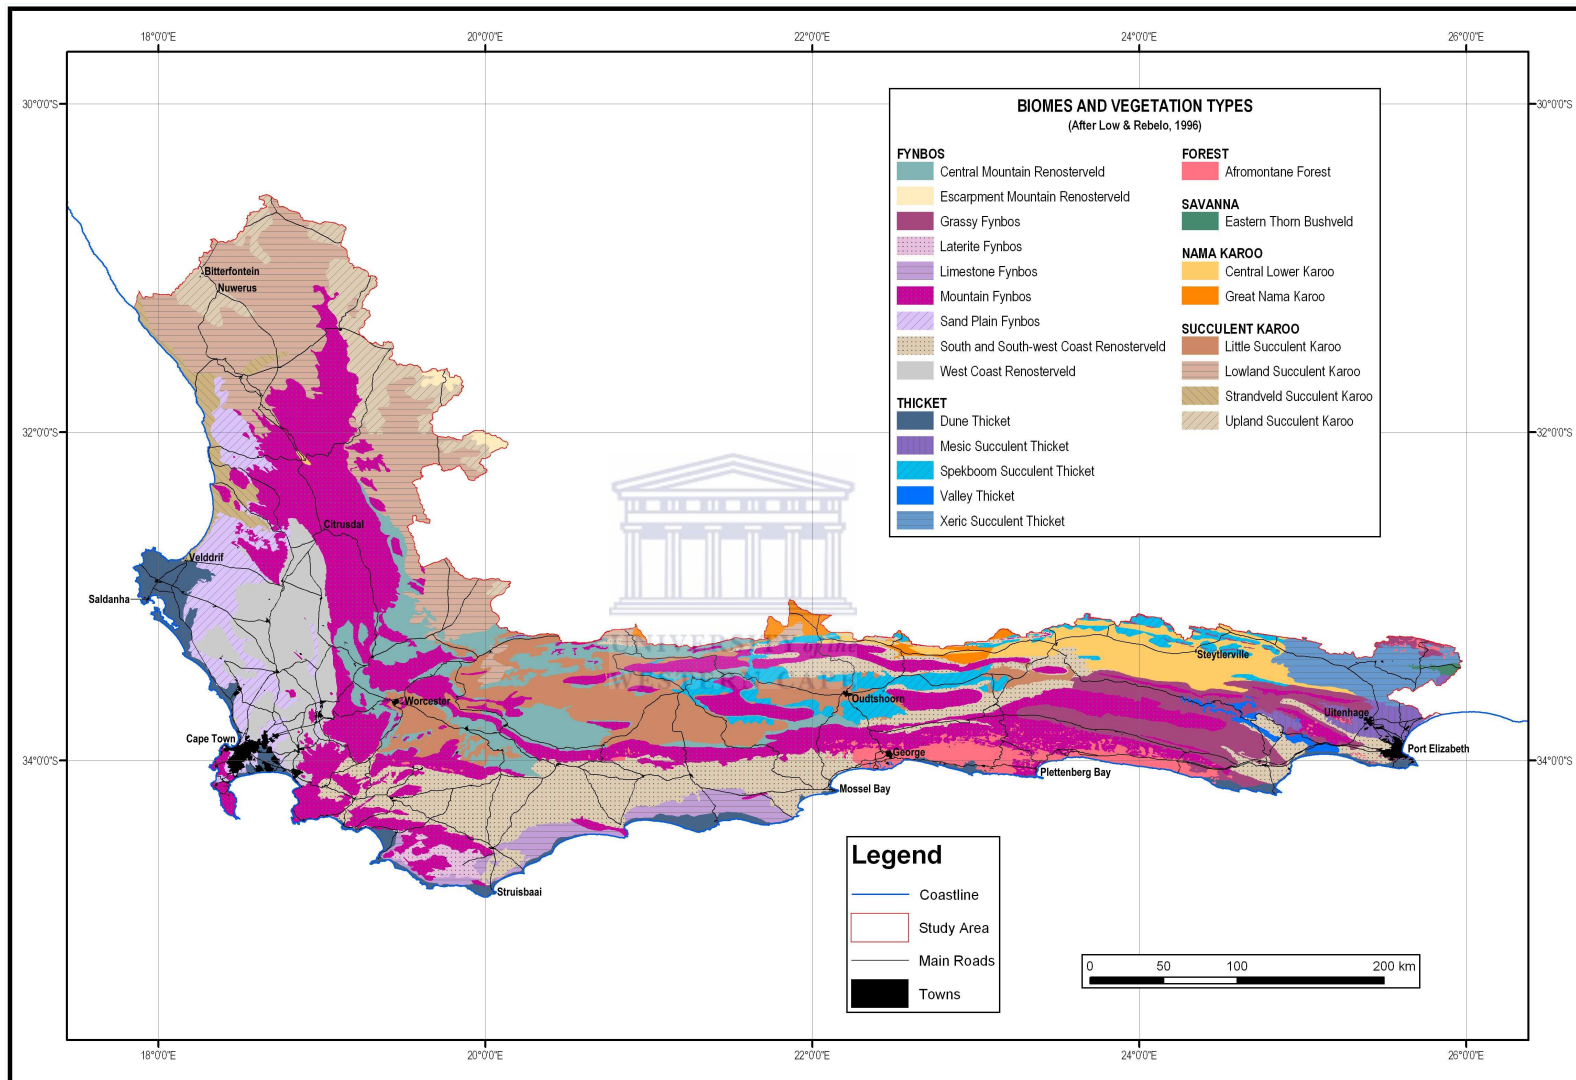 18°0'0"E 20°0'0"E 22°0'0"E 24°0'0"E 26°0'0"E
30°0'0"S 30°0'0"S
BIOMES AND VEGETATION TYPES
(After Low & Rebelo, 1996)
FYNBOS
Central Mountain Renosterveld
Escarpment Mountain Renosterveld
Grassy Fynbos
Laterite Fynbos
Limestone Fynbos
Mountain Fynbos
Sand Plain Fynbos
South and South-west Coast Renosterveld
West Coast Renosterveld
THICKET
Dune Thicket
Mesic Succulent Thicket
Spekboom Succulent Thicket
Valley Thicket
Xeric Succulent Thicket
FOREST
Afromontane Forest
SAVANNA
Eastern Thorn Bushveld
NAMA KAROO
Central Lower Karoo
Great Nama Karoo
SUCCULENT KAROO
Little Succulent Karoo
Lowland Succulent Karoo
Strandveld Succulent Karoo
Upland Succulent Karoo
Bitterfontein
Nuwerus
32°0'0"S 32°0'0"S
Citrusdal
Velddrif
Saldanha
UNIVERSITY of the
WESTERN CAPE
Steytlerville
Oudtshoorn
Worcester
Uitenhage
Cape Town
George
Port Elizabeth
34°0'0"S 34°0'0"S
Plettenberg Bay
Mossel Bay
Struisbaai
Legend
Coastline
Study Area
Main Roads
Towns
0 50 100 200 km
18°0'0"E 20°0'0"E 22°0'0"E 24°0'0"E 26°0'0"E